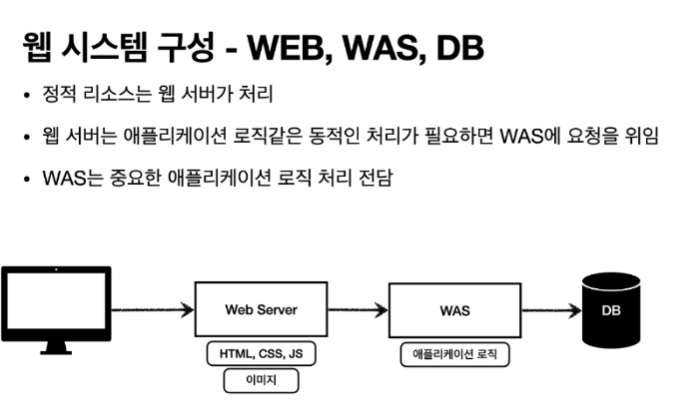 웹 시스템 구성 - WEB, WAS, DB
• 정적 리소스는 웹 서버가 처리
• 웹 서버는 애플리케이션 로직같은 동적인 처리가 필요하면 WAS에 요청을 위임
• WAS는 중요한 애플리케이션 로직 처리 전담
Web Server
WAS
DB
HTML, CSS, JS
애플리케이션 로직
이미지